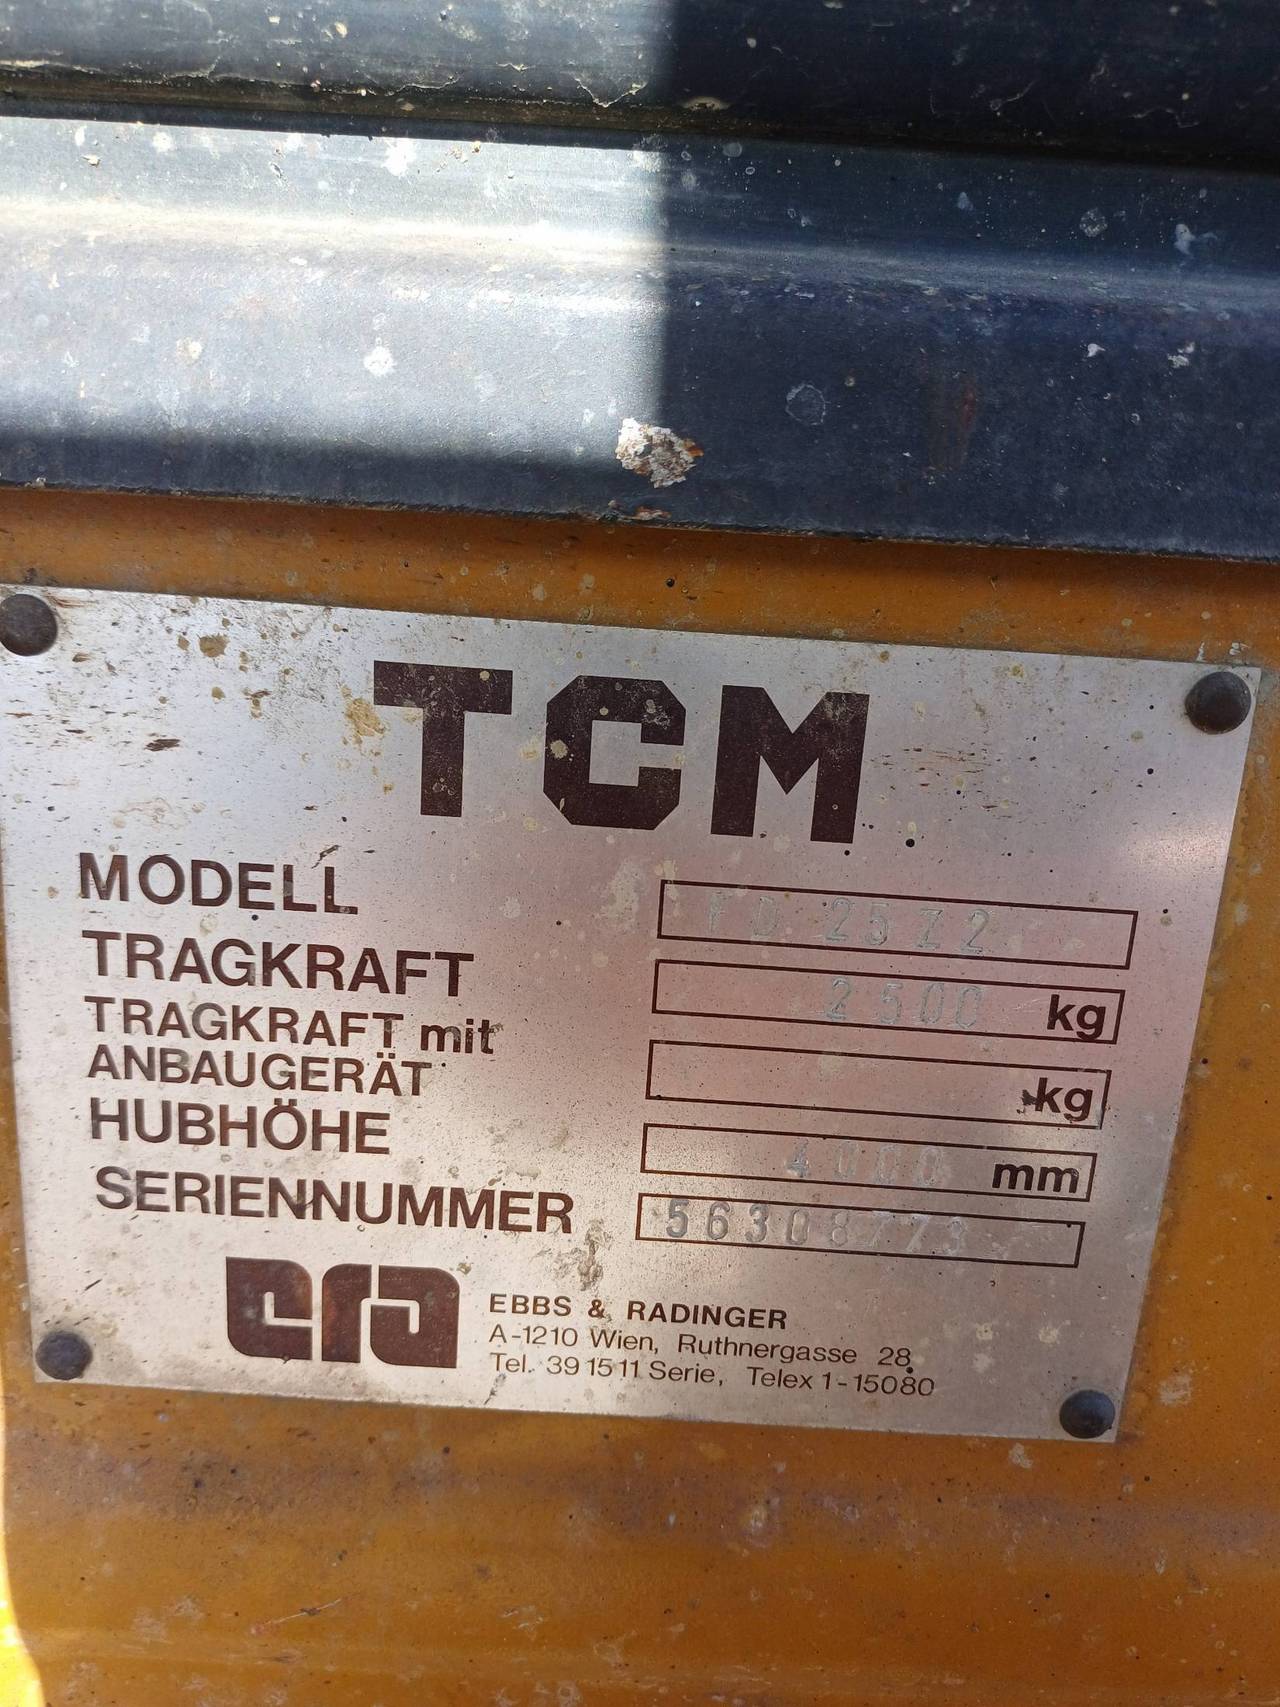 TCM
MODELL FD 25Z2
TRAGKRAFT 2500 kg
TRAGKRAFT mit
ANBAUGERÄT kg
HUBHÖHE 4000 mm
SERIENNUMMER 56308773
era
EBBS & RADINGER
A-1210 Wien, Ruthnergasse 28,
Tel. 39 15 11 Serie, Telex 1-15080